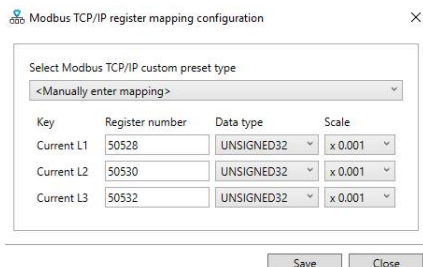 Modbus TCP/IP register mapping configuration
Select Modbus TCP/IP custom preset type
<Manually enter mapping>
Key Register number Data type Scale
Current L1 50528 UNSIGNED32 x 0.001
Current L2 50530 UNSIGNED32 x 0.001
Current L3 50532 UNSIGNED32 x 0.001
Save Close